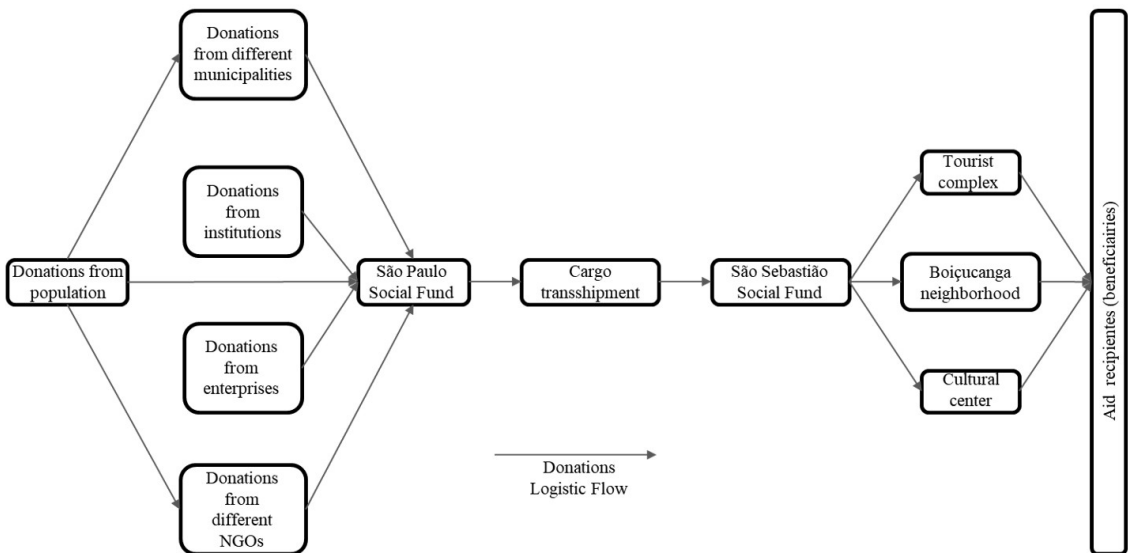 Donations
from different
municipalities
Donations
from
institutions
Donations from
population
São Paulo
Social Fund
Cargo
transshipment
São Sebastião
Social Fund
Donations
from
enterprises
Donations
from
different
NGOs
Tourist
complex
Boiçucanga
neighborhood
Cultural
center
Aid recipientes (beneficiairies)
Donations
Logistic Flow